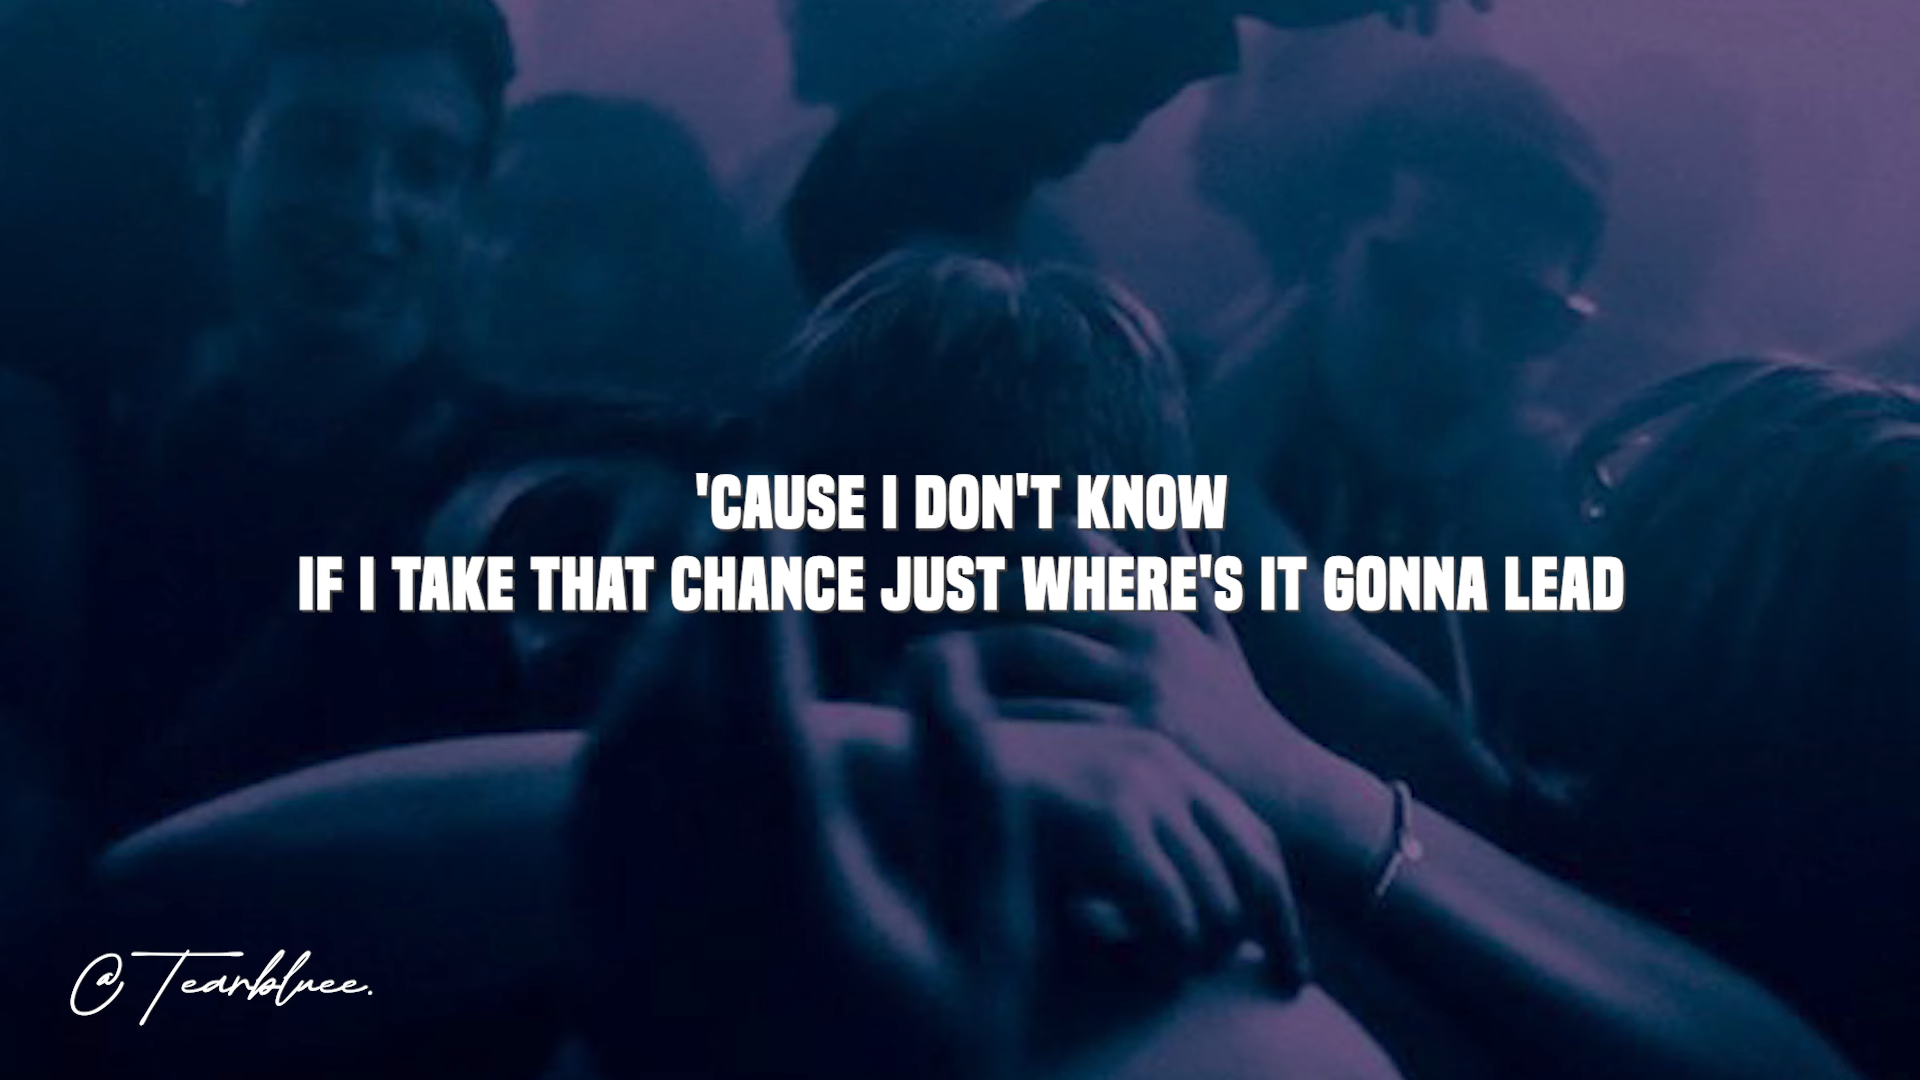 'CAUSE I DON'T KNOW
IF I TAKE THAT CHANCE JUST WHERE'S IT GONNA LEAD
@Tearbluee.